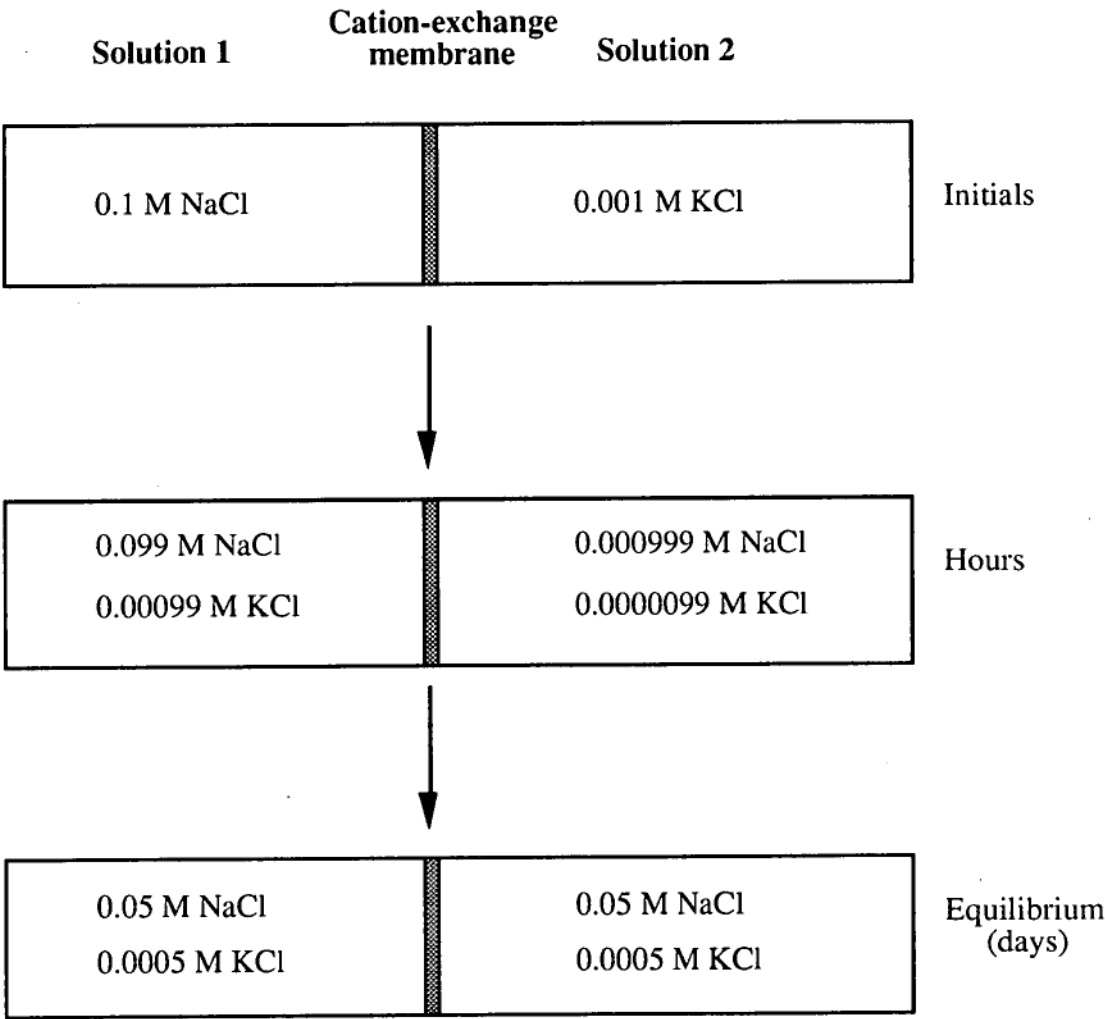 Solution 1
Cation-exchange
membrane
Solution 2
0.1 M NaCl
0.001 M KCl
Initials
0.099 M NaCl
0.000999 M NaCl
0.00099 M KCl
0.0000099 M KCl
Hours
0.05 M NaCl
0.05 M NaCl
0.0005 M KCl
0.0005 M KCl
Equilibrium
(days)